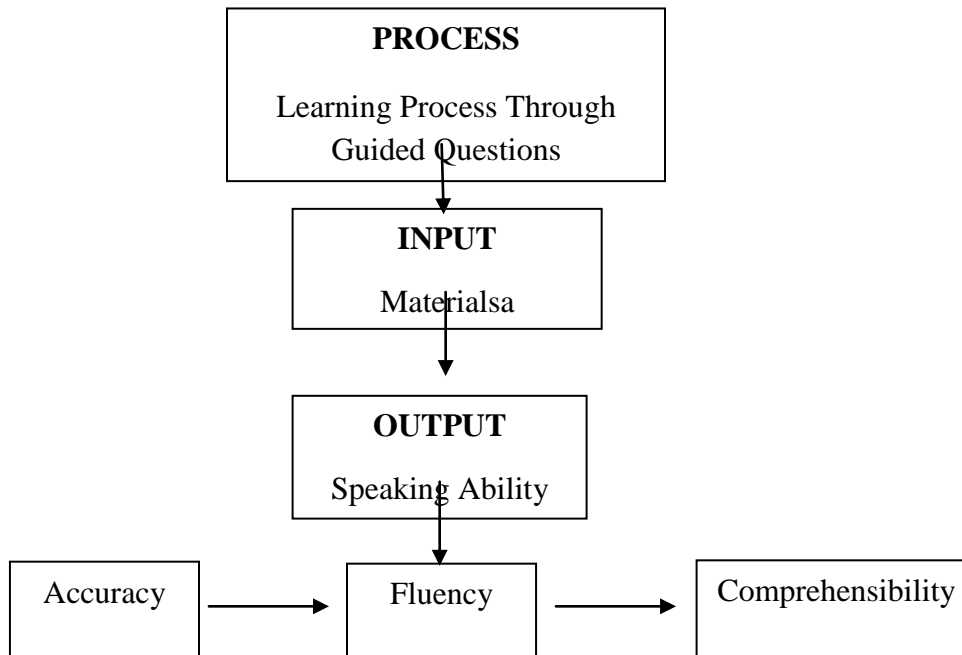 PROCESS
Learning Process Through
Guided Questions
INPUT
Materialsa
OUTPUT
Speaking Ability
Accuracy
Fluency
Comprehensibility